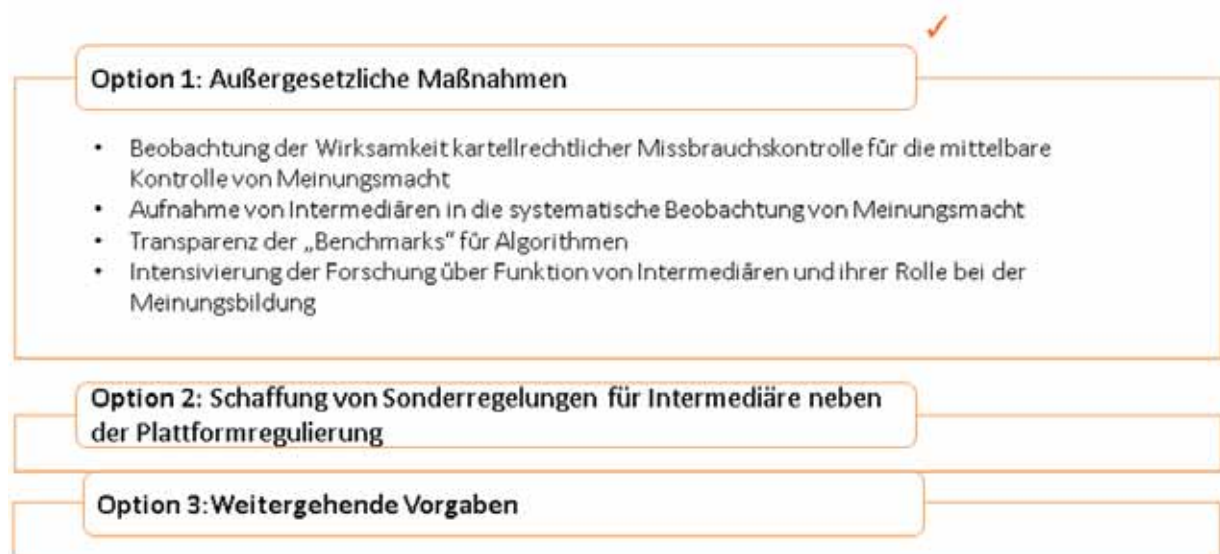 ✓
Option 1: Außergesetzliche Maßnahmen
• Beobachtung der Wirksamkeit kartellrechtlicher Missbrauchskontrolle für die mittelbare
Kontrolle von Meinungsmacht
• Aufnahme von Intermediären in die systematische Beobachtung von Meinungsmacht
• Transparenz der „Benchmarks“ für Algorithmen
• Intensivierung der Forschung über Funktion von Intermediären und ihrer Rolle bei der
Meinungsbildung
Option 2: Schaffung von Sonderregelungen für Intermediäre neben
der Plattformregulierung
Option 3: Weitergehende Vorgaben